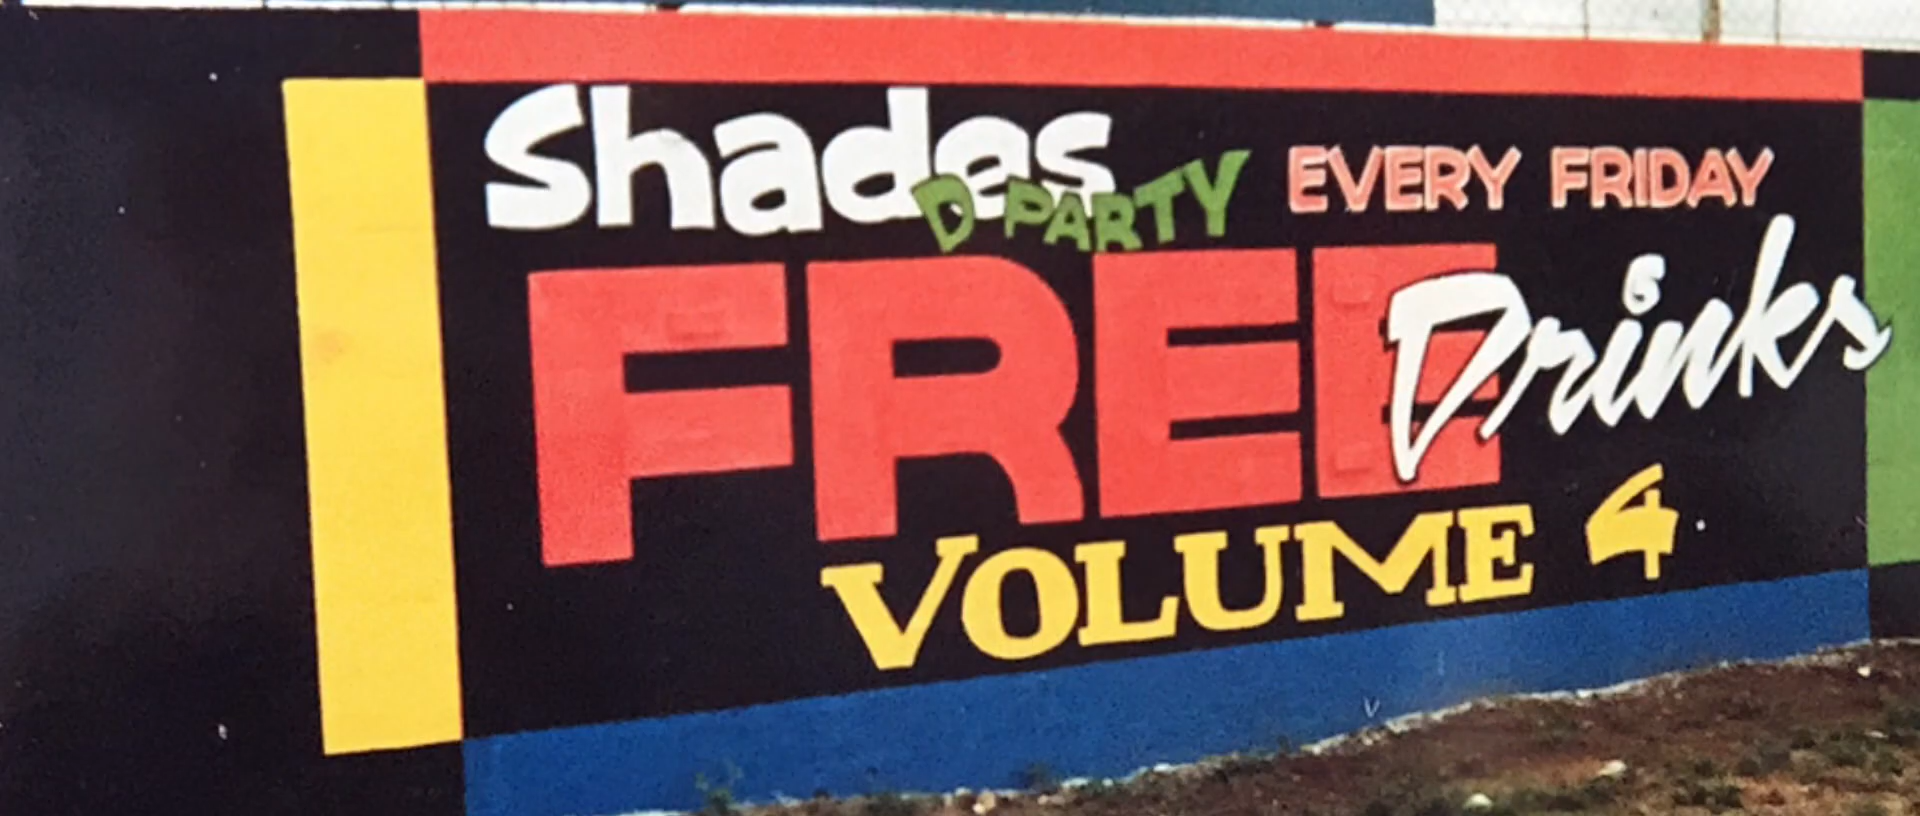 Shades
D-PARTY
EVERY FRIDAY
FREE
Drinks
VOLUME 4